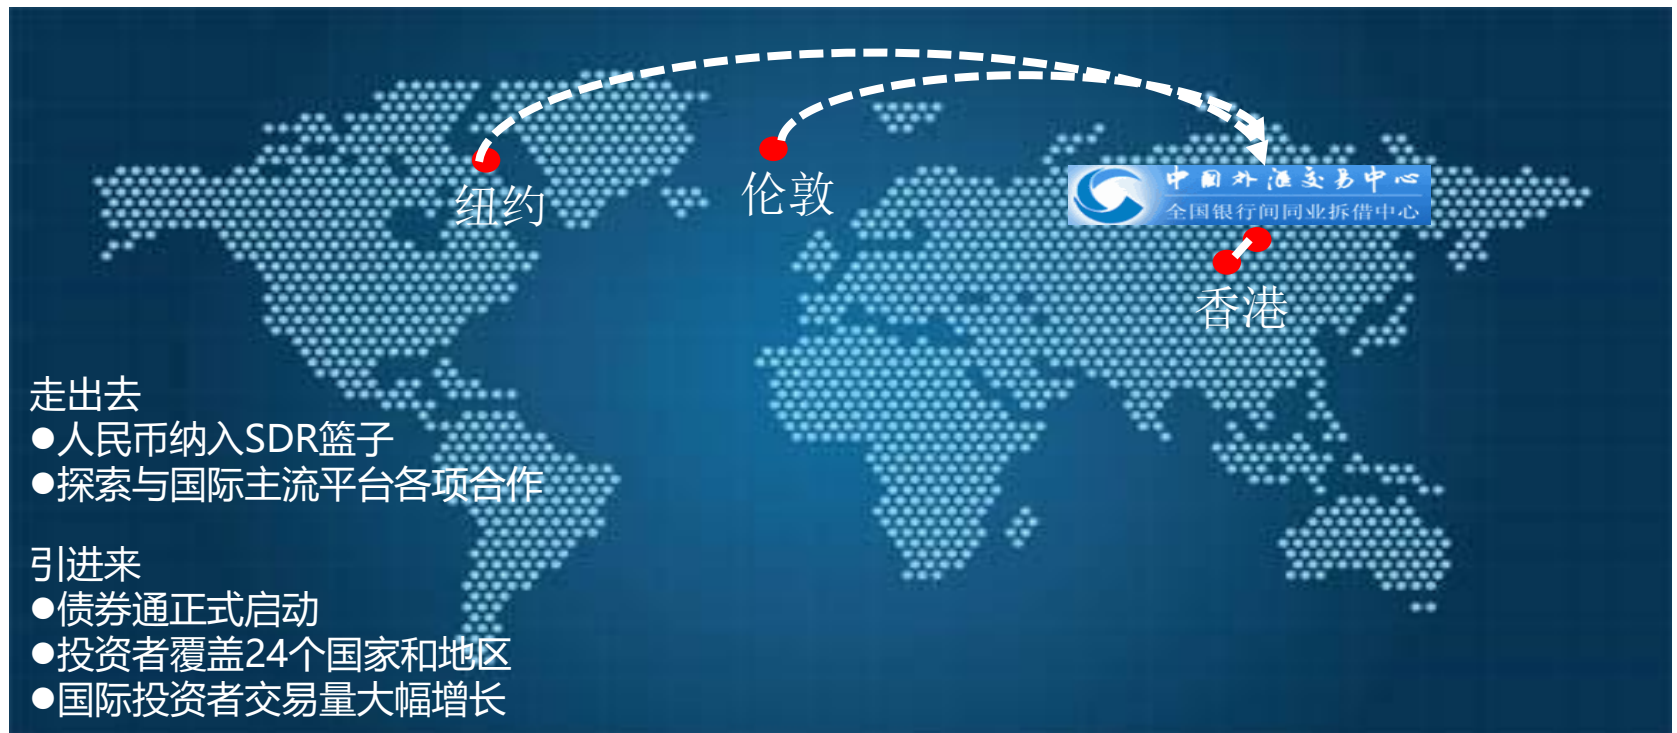 纽约
伦敦
中国外汇交易中心
全国银行间同业拆借中心
香港
走出去
●人民币纳入SDR篮子
●探索与国际主流平台各项合作
引进来
●债券通正式启动
●投资者覆盖24个国家和地区
●国际投资者交易量大幅增长